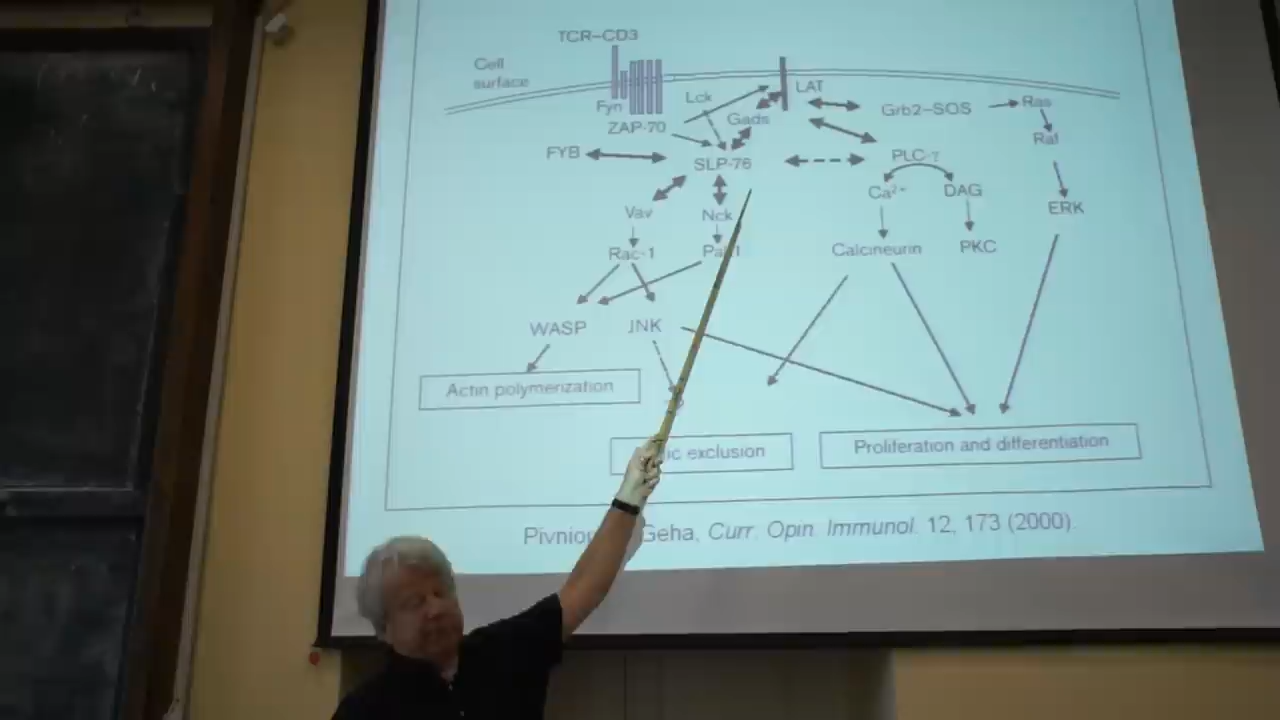 TCR–CD3
Cell
surface
LAT
Lck
Fyn
Gads
Grb2–SOS
Ras
ZAP-70
Raf
FYB
SLP-76
PLC-?
Ca2+
DAG
Vav
Nck
ERK
Rac-1
Calcineurin
PKC
WASP
JNK
Actin polymerization
exclusion
Proliferation and differentiation
Geha, Curr. Opin. Immunol. 12, 173 (2000).